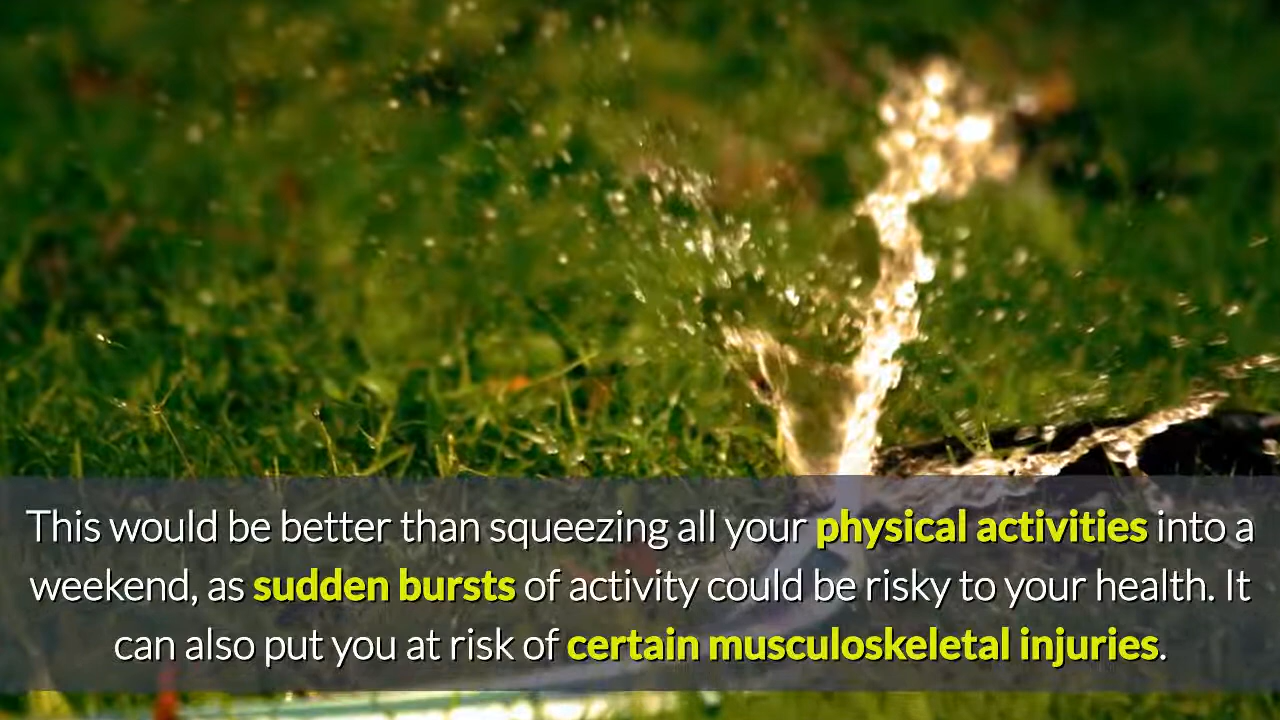 This would be better than squeezing all your physical activities into a
weekend, as sudden bursts of activity could be risky to your health. It
can also put you at risk of certain musculoskeletal injuries.